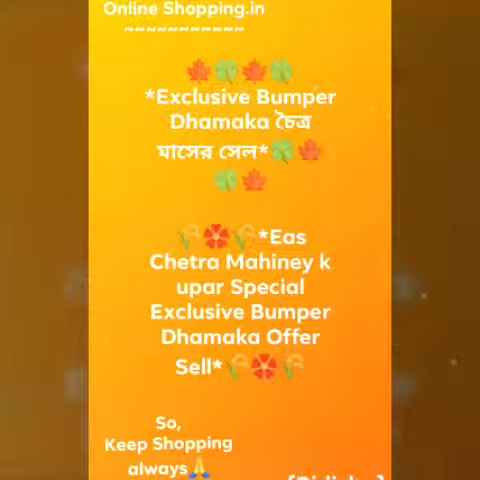 Online Shopping.in
~~~~~~~~~~~
🍁🍀🍁🍀
*Exclusive Bumper
Dhamaka চৈত্র
মাসের সেল*🍀🍁
🍀🍁
🌾🏵️🌾*Eas
Chetra Mahiney k
upar Special
Exclusive Bumper
Dhamaka Offer
Sell*🌾🏵️🌾
So,
Keep Shopping
always🙏